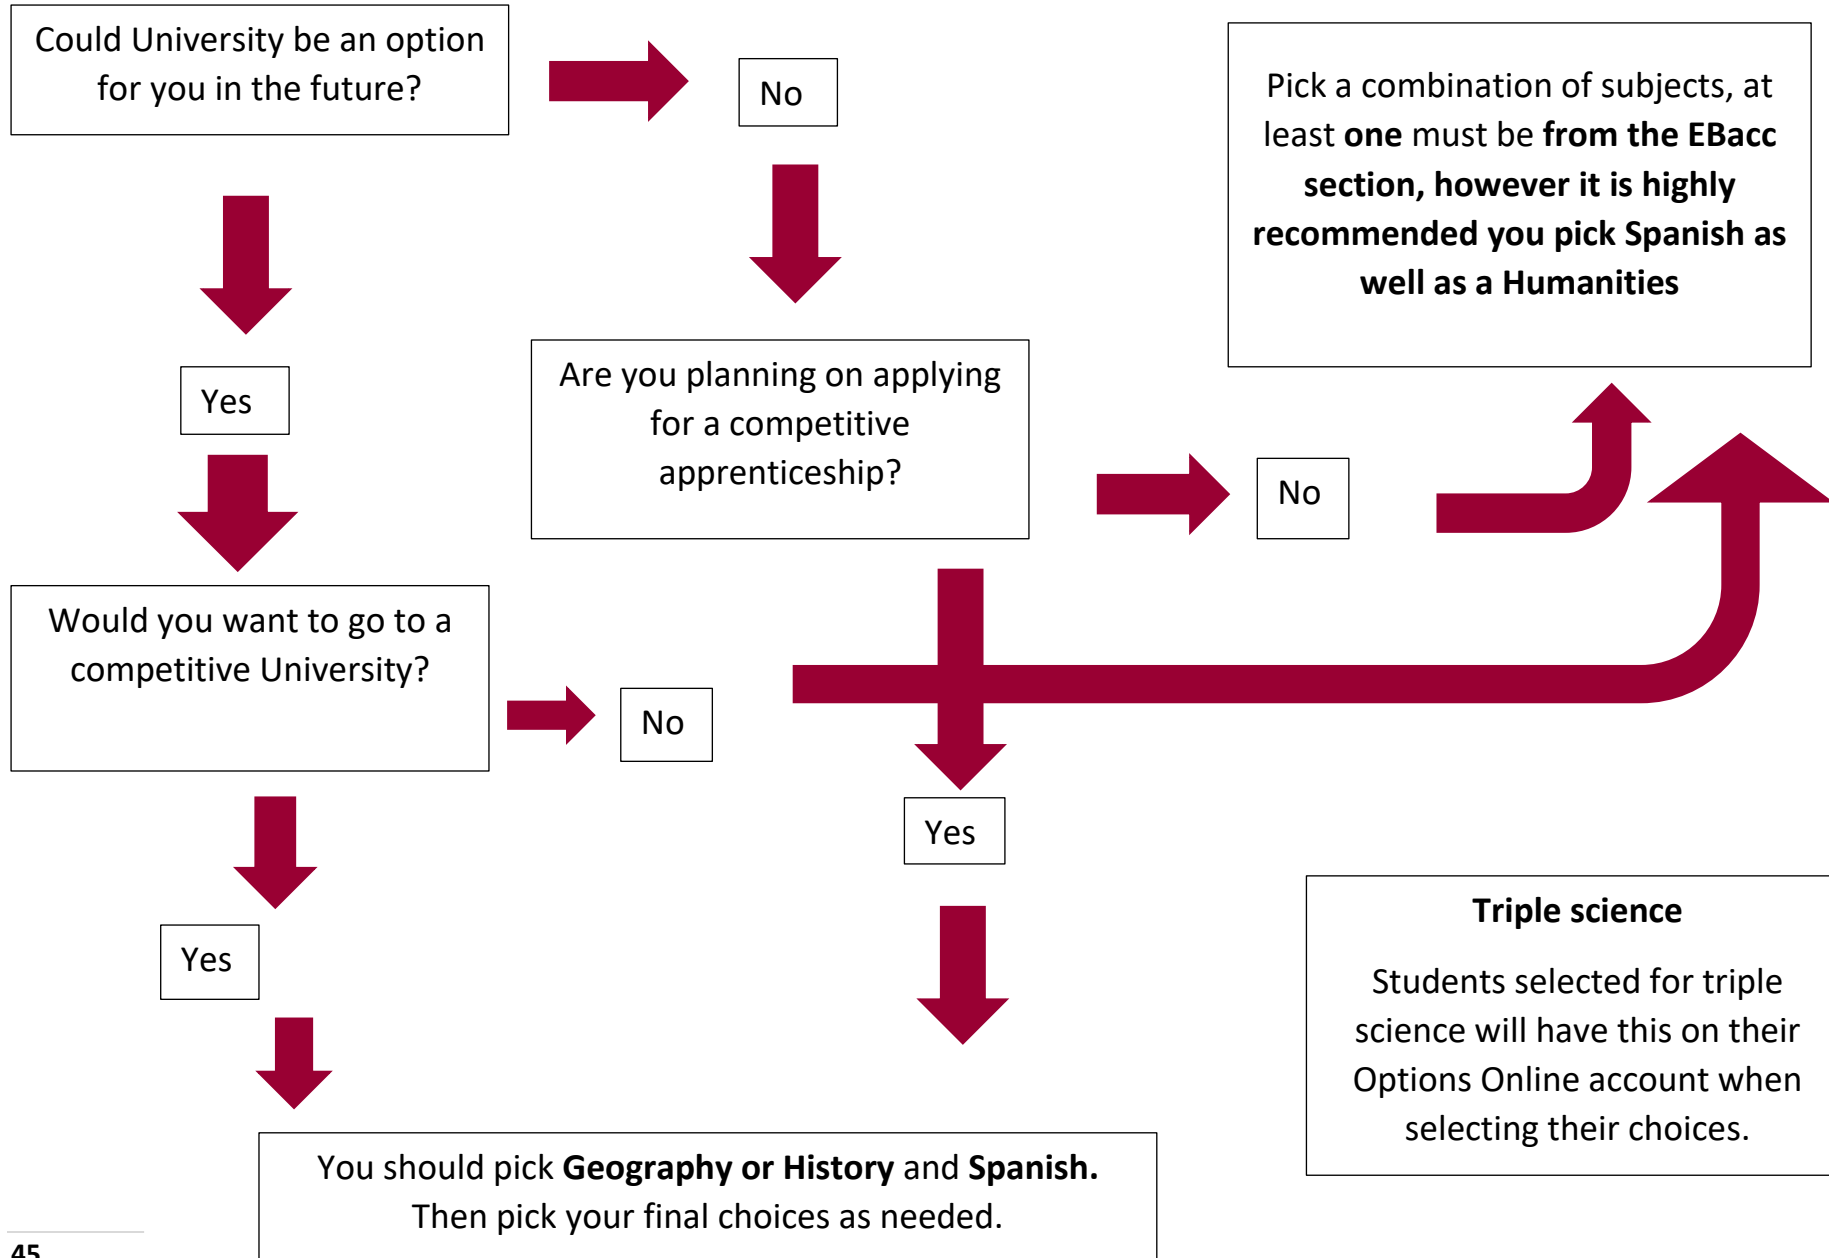 Could University be an option
for you in the future?
No
Pick a combination of subjects, at
least one must be from the EBacc
section, however it is highly
recommended you pick Spanish as
well as a Humanities
Yes
Are you planning on applying
for a competitive
apprenticeship?
No
Would you want to go to a
competitive University?
No
Yes
Yes
Triple science
Students selected for triple
science will have this on their
Options Online account when
selecting their choices.
You should pick Geography or History and Spanish.
Then pick your final choices as needed.
45